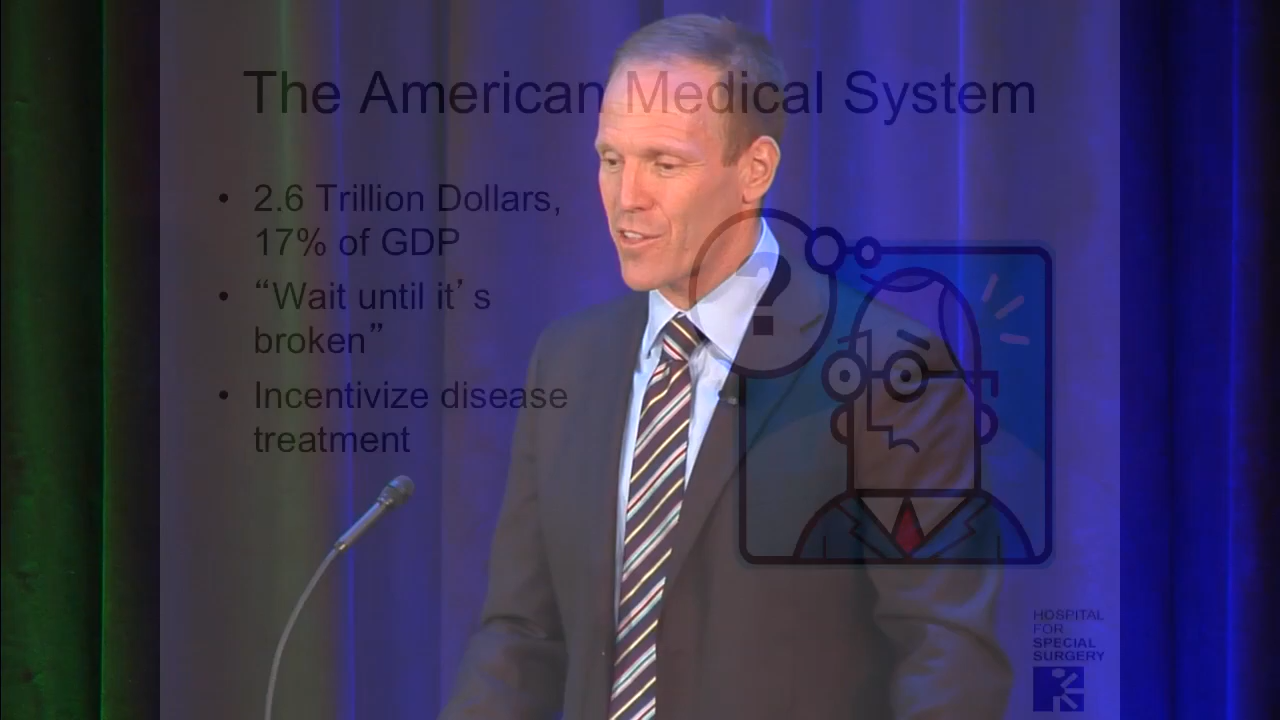 The American Medical System
• 2.6 Trillion Dollars,
17% of GDP
• “Wait until it’s
broken”
• Incentivize disease
treatment
?
HOSPITAL
FOR
SPECIAL
SURGERY